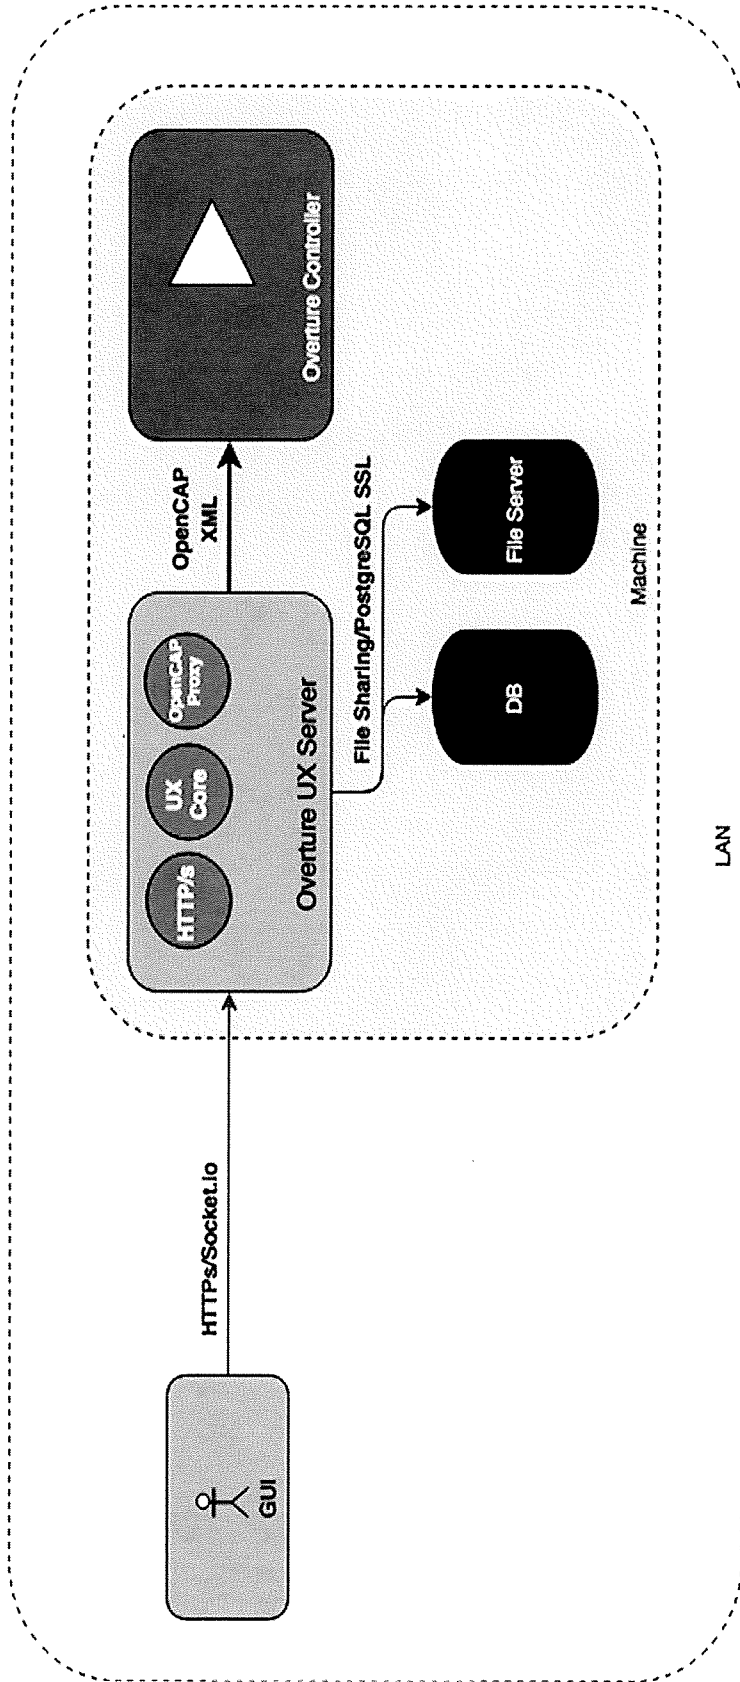 GUI
HTTPs/Socket.io
HTTP/s
UX
Core
OpenCAP
Proxy
Overture UX Server
OpenCAP
XML
Overture Controller
File Sharing/PostgreSQL SSL
DB
File Server
Machine
LAN